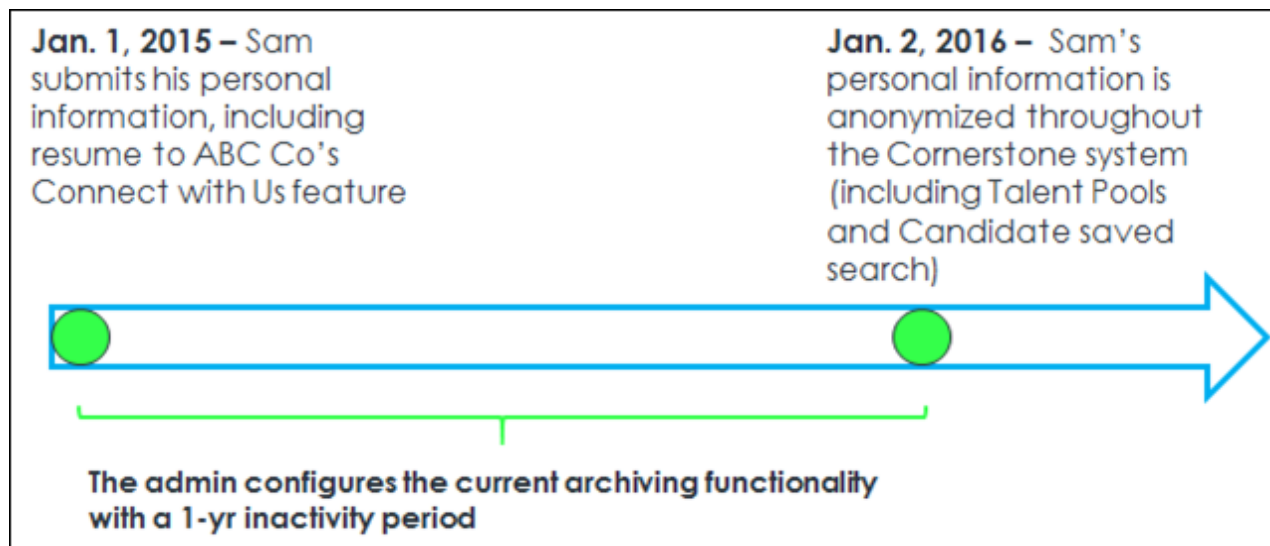 Jan. 1, 2015 – Sam
submits his personal
information, including
resume to ABC Co's
Connect with Us feature
Jan. 2, 2016 – Sam's
personal information is
anonymized throughout
the Cornerstone system
(including Talent Pools
and Candidate saved
search)
The admin configures the current archiving functionality
with a 1-yr inactivity period